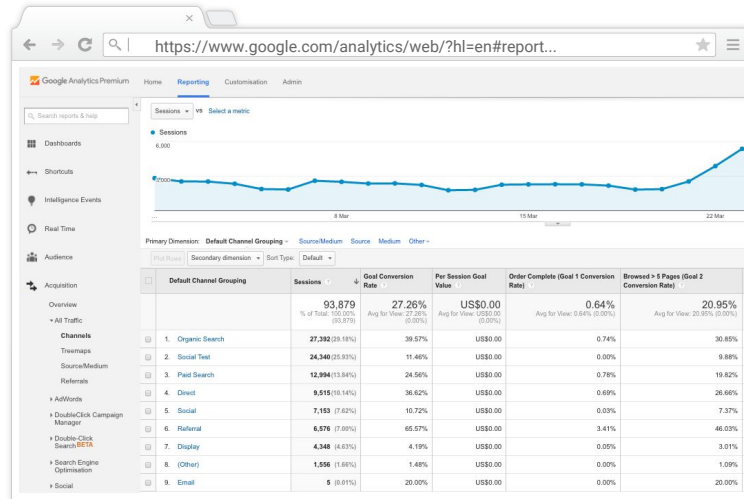 https://www.google.com/analytics/web/?hl=en#report...
Google Analytics Premium Home Reporting Customisation Admin
Search reports & help
Dashboards
Shortcuts
Intelligence Events
Real Time
Audience
Acquisition
Overview
All Traffic
Channels
Treemaps
Source/Medium
Referrals
AdWords
DoubleClick Campaign
Manager
Double-Click
Search BETA
Search Engine
Optimisation
Social
Sessions vs Select a metric
Sessions
6,000
3,000
... 8 Mar 15 Mar 22 Mar
Primary Dimension: Default Channel Grouping Source/Medium Source Medium Other
Plot Rows Secondary dimension Sort Type: Default
Default Channel Grouping Sessions Goal Conversion Rate Per Session Goal Value Order Complete (Goal 1 Conversion Rate) Browsed > 5 Pages (Goal 2 Conversion Rate)
93,879 27.26% US$0.00 0.64% 20.95%
% of Total: 100.00% (93,879) Avg for View: 27.26% (0.00%) Avg for View: US$0.00 (0.00%) Avg for View: 0.64% (0.00%) Avg for View: 20.95% (0.00%)
1. Organic Search 27,392 (29.18%) 39.57% US$0.00 0.74% 30.85%
2. Social Test 24,340 (25.93%) 11.46% US$0.00 0.00% 9.88%
3. Paid Search 12,994 (13.84%) 24.56% US$0.00 0.78% 19.82%
4. Direct 9,515 (10.14%) 36.62% US$0.00 0.69% 26.66%
5. Social 7,153 (7.62%) 10.72% US$0.00 0.03% 7.37%
6. Referral 6,576 (7.00%) 65.57% US$0.00 3.41% 46.03%
7. Display 4,348 (4.63%) 4.19% US$0.00 0.05% 3.01%
8. (Other) 1,556 (1.66%) 1.48% US$0.00 0.00% 1.09%
9. Email 5 (0.01%) 20.00% US$0.00 0.00% 20.00%